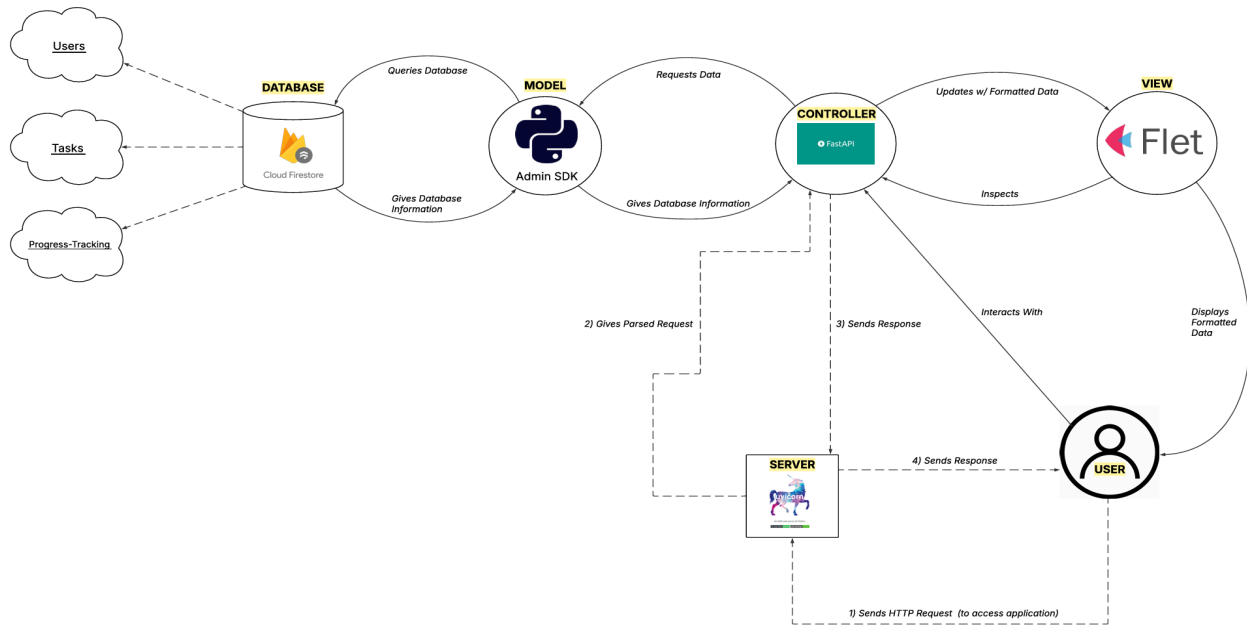 Users
Tasks
Progress-Tracking
DATABASE
Cloud Firestore
Queries Database
Gives Database
Information
MODEL
Admin SDK
Requests Data
Gives Database Information
CONTROLLER
FastAPI
Updates w/ Formatted Data
Inspects
VIEW
Flet
Displays
Formatted
Data
Interacts With
2) Gives Parsed Request
3) Sends Response
SERVER
UVICORN
4) Sends Response
USER
1) Sends HTTP Request (to access application)